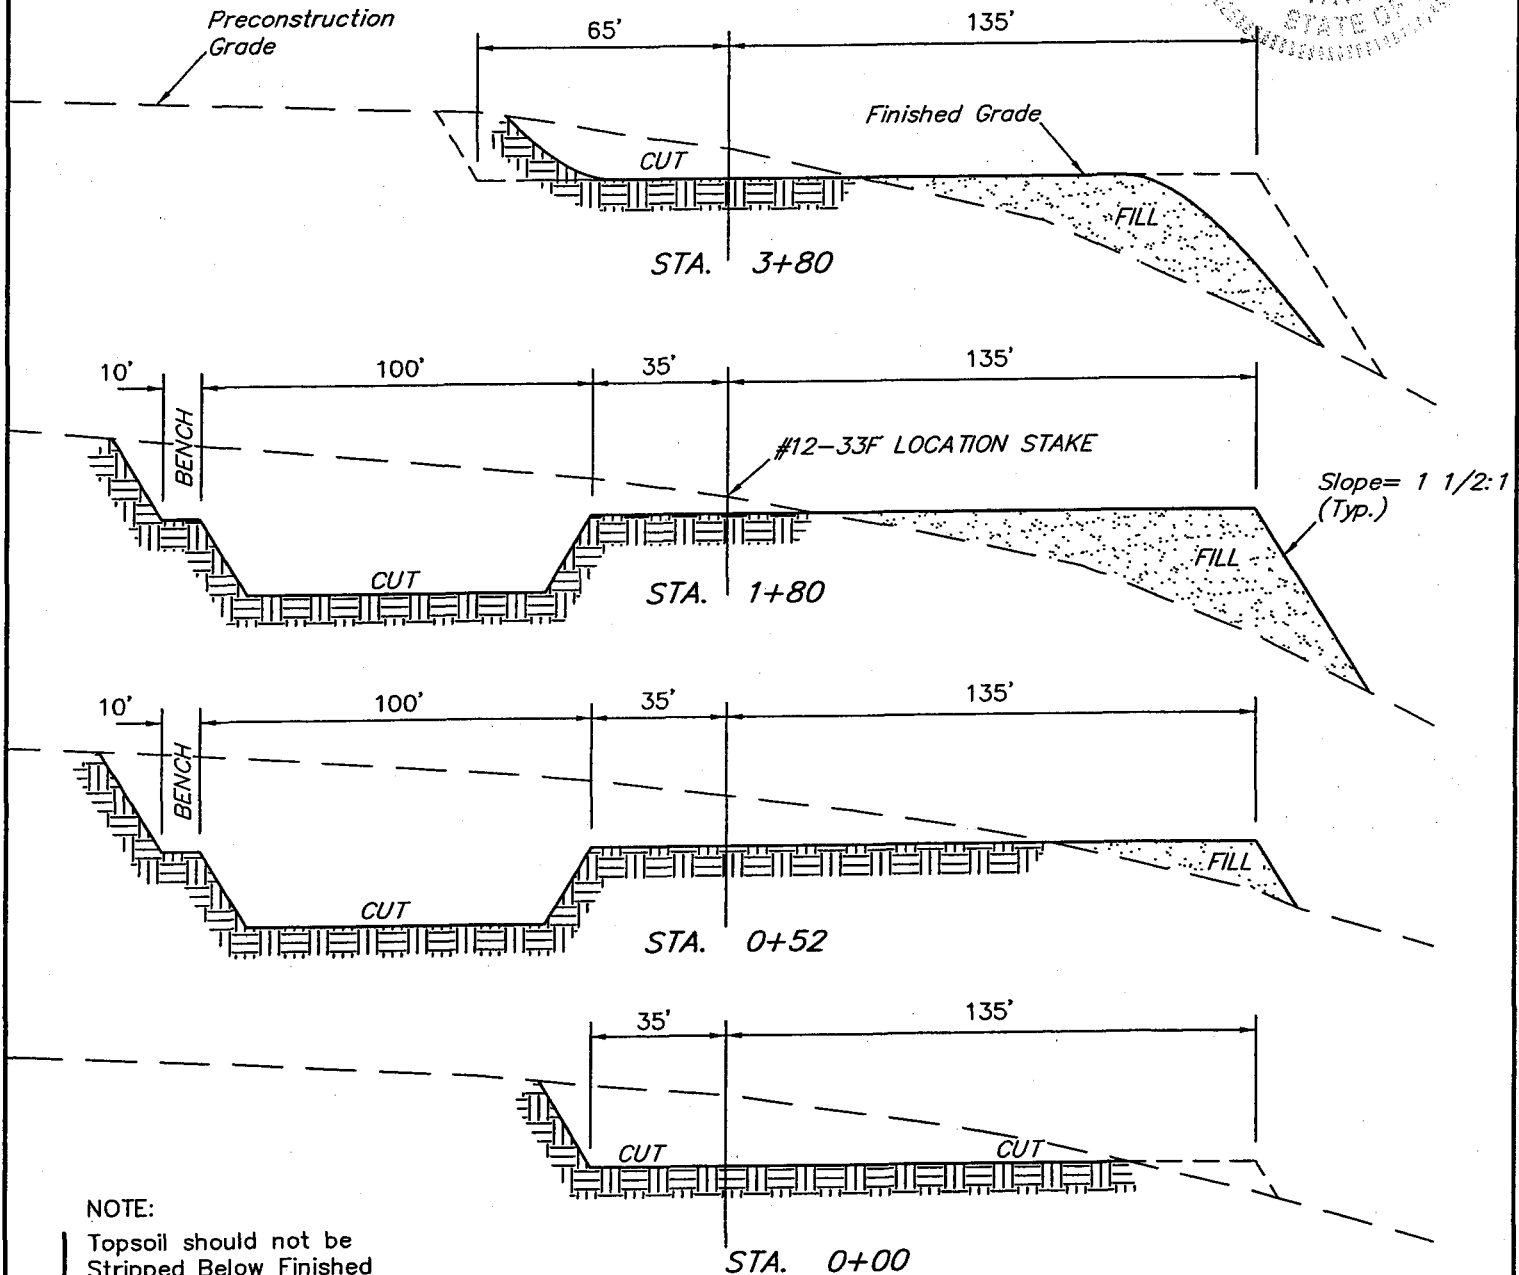 STATE OF
Preconstruction
Grade
65'
135'
Finished Grade
CUT
FILL
STA. 3+80
10'
100'
35'
135'
BENCH
#12-33F LOCATION STAKE
Slope= 1 1/2:1
(Typ.)
CUT
FILL
STA. 1+80
10'
100'
35'
135'
BENCH
CUT
FILL
STA. 0+52
35'
135'
CUT
CUT
NOTE:
Topsoil should not be
Stripped Below Finished
STA. 0+00